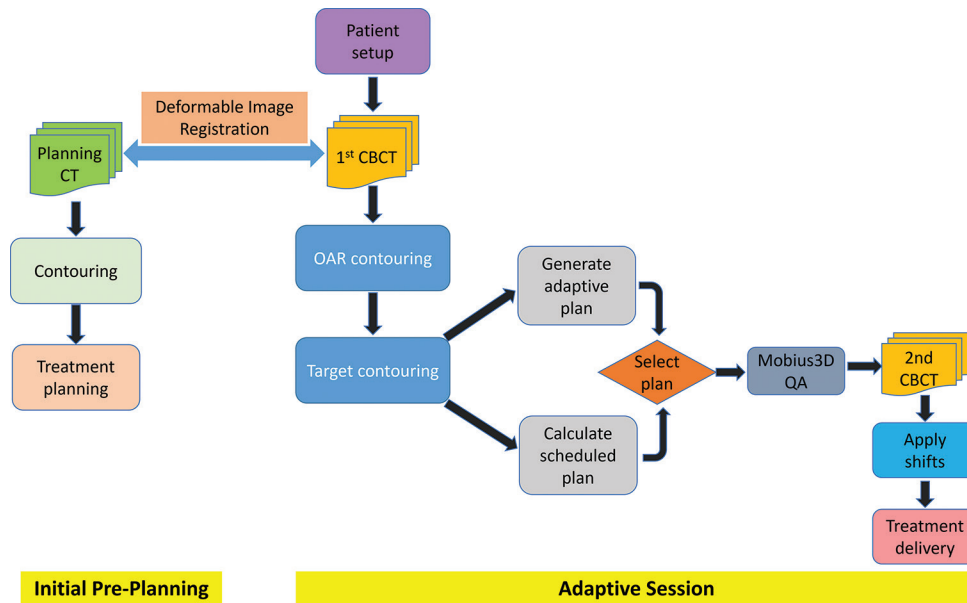 Patient
setup
Deformable Image
Registration
Planning
CT
1st CBCT
Contouring
OAR contouring
Generate
adaptive
plan
Treatment
planning
Target contouring
Select
plan
Mobius3D
QA
2nd
CBCT
Calculate
scheduled
plan
Apply
shifts
Treatment
delivery
Initial Pre-Planning
Adaptive Session